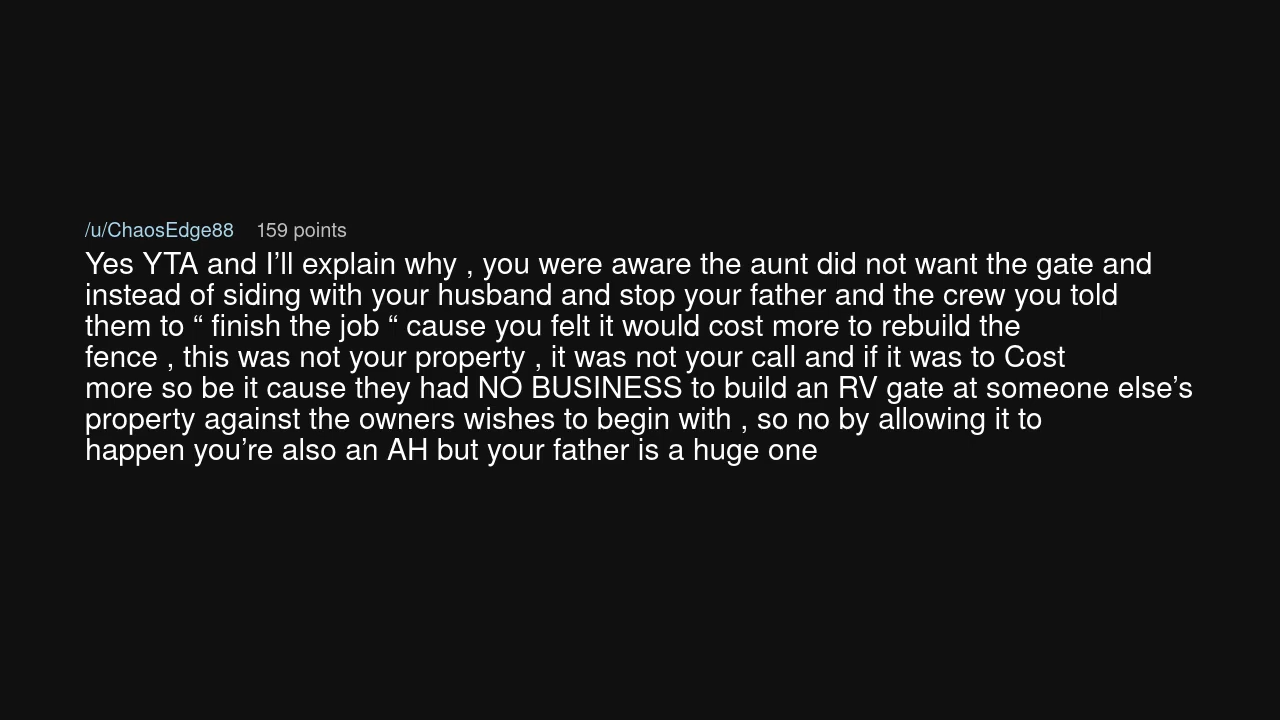 /u/ChaosEdge88 159 points
Yes YTA and I’ll explain why , you were aware the aunt did not want the gate and
instead of siding with your husband and stop your father and the crew you told
them to “ finish the job “ cause you felt it would cost more to rebuild the
fence , this was not your property , it was not your call and if it was to Cost
more so be it cause they had NO BUSINESS to build an RV gate at someone else’s
property against the owners wishes to begin with , so no by allowing it to
happen you’re also an AH but your father is a huge one